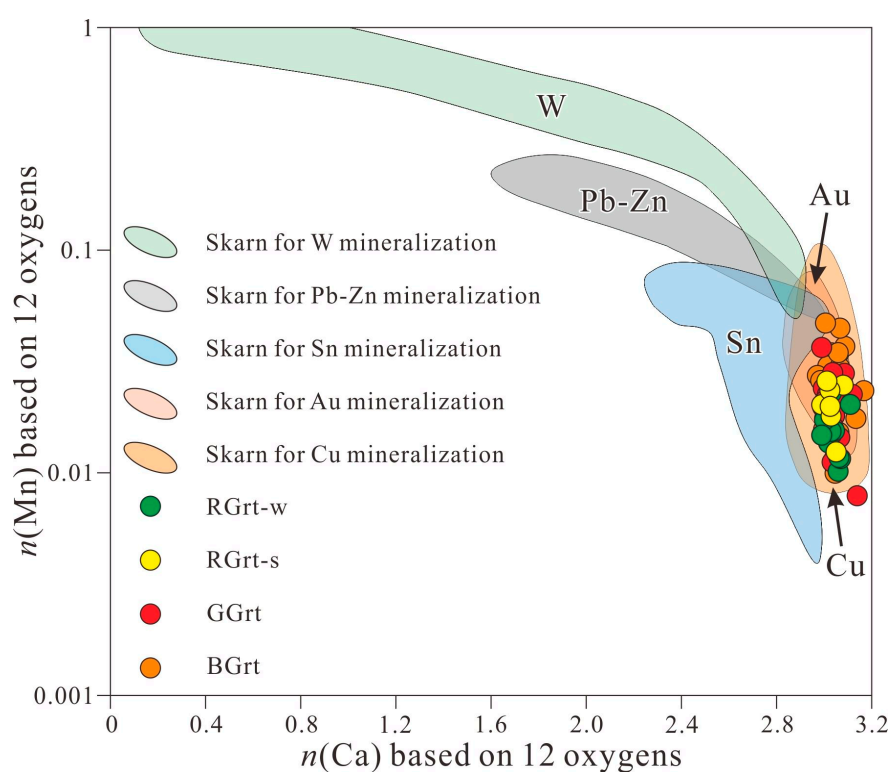 1
W
Au
Pb-Zn
0.1
Skarn for W mineralization
Skarn for Pb-Zn mineralization
Sn
Skarn for Sn mineralization
Skarn for Au mineralization
Skarn for Cu mineralization
0.01
RGrt-w
RGrt-s
Cu
GGrt
BGrt
0.001
0 0.4 0.8 1.2 1.6 2.0 2.4 2.8 3.2
n(Ca) based on 12 oxygens
n(Mn) based on 12 oxygens